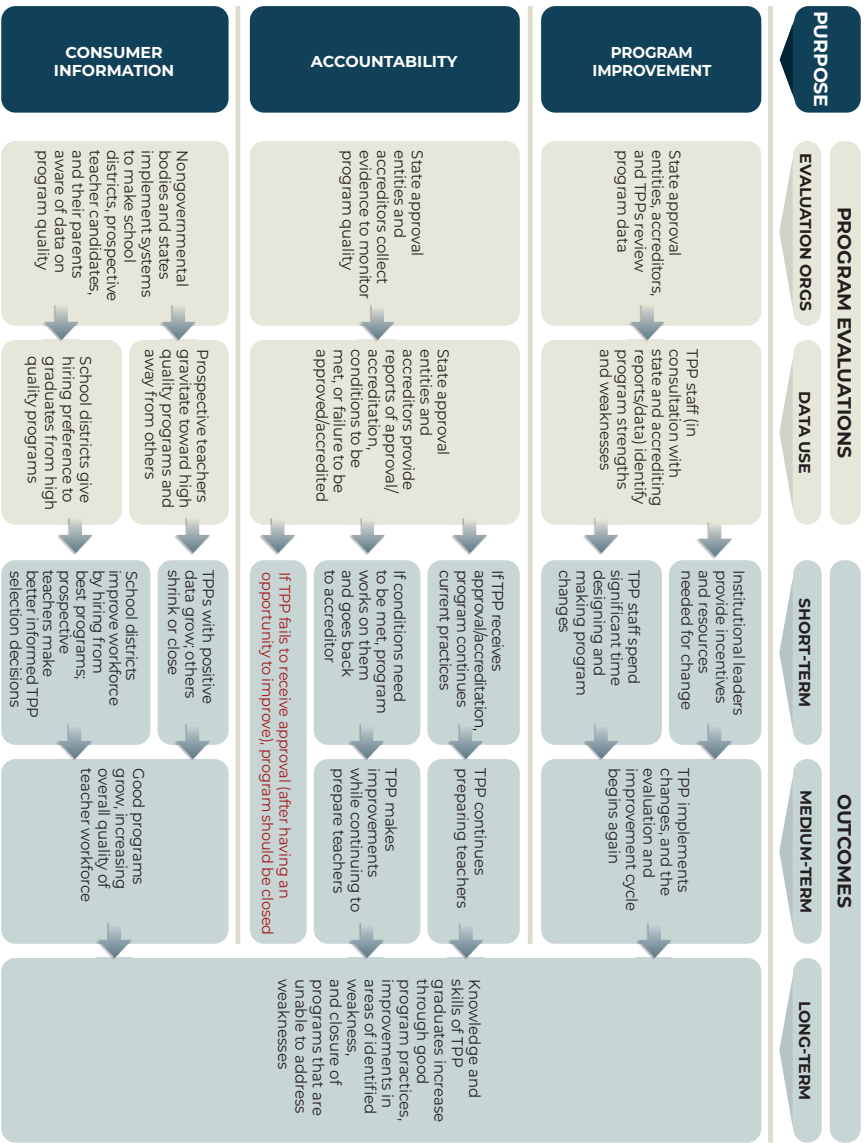 PURPOSE
PROGRAM EVALUATIONS
OUTCOMES
EVALUATION ORGS
DATA USE
SHORT-TERM
MEDIUM-TERM
LONG-TERM
PROGRAM
IMPROVEMENT
State approval
entities, accreditors,
and TPPs review
program data
TPP staff (in
consultation with
state and accrediting
reports/data) identify
program strengths
and weaknesses
Institutional leaders
provide incentives
and resources
needed for change
TPP staff spend
significant time
designing and
making program
changes
TPP implements
changes, and the
evaluation and
improvement cycle
begins again
ACCOUNTABILITY
State approval
entities and
accreditors collect
evidence to monitor
program quality
State approval
entities and
accreditors provide
reports of approval/
accreditation,
conditions to be
met, or failure to be
approved/accredited
If TPP receives
approval/accreditation,
program continues
current practices
TPP continues
preparing teachers
If conditions need
to be met, program
works on them
and goes back
to accreditor
TPP makes
improvements
while continuing to
prepare teachers
If TPP fails to receive approval (after having an
opportunity to improve), program should be closed
Knowledge and
skills of TPP
graduates increase
through good
program practices,
improvements in
areas of identified
weakness,
and closure of
programs that are
unable to address
weaknesses
CONSUMER
INFORMATION
Nongovernmental
bodies and states
implement systems
to make school
districts, prospective
teacher candidates,
and their parents
aware of data on
program quality
Prospective teachers
gravitate toward high
quality programs and
away from others
TPPs with positive
data grow; others
shrink or close
School districts give
hiring preference to
graduates from high
quality programs
School districts
improve workforce
by hiring from
best programs;
prospective
teachers make
better informed TPP
selection decisions
Good programs
grow, increasing
overall quality of
teacher workforce